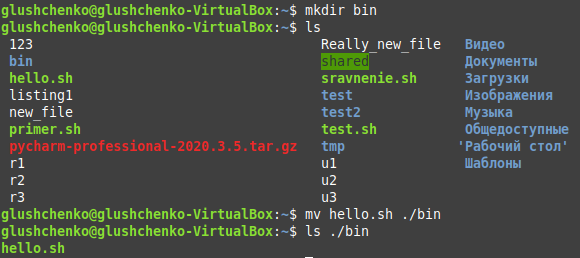 glushchenko@glushchenko-VirtualBox:~$ mkdir bin
glushchenko@glushchenko-VirtualBox:~$ ls
123 Really_new_file Видео
bin shared Документы
hello.sh sravnenie.sh Загрузки
listing1 test Изображения
new_file test2 Музыка
primer.sh test.sh Общедоступные
pycharm-professional-2020.3.5.tar.gz tmp 'Рабочий стол'
r1 u1 Шаблоны
r2 u2
r3 u3
glushchenko@glushchenko-VirtualBox:~$ mv hello.sh ./bin
glushchenko@glushchenko-VirtualBox:~$ ls ./bin
hello.sh